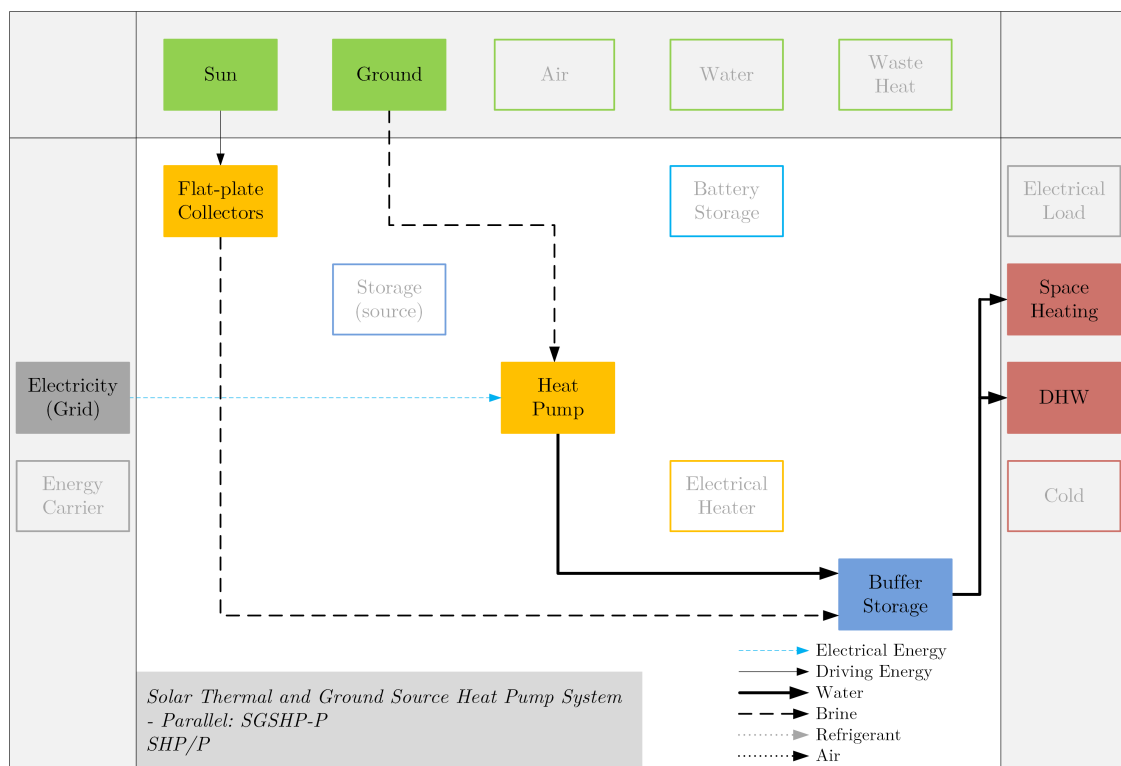 Sun
Ground
Air
Water
Waste
Heat
Flat-plate
Collectors
Battery
Storage
Electrical
Load
Storage
(source)
Space
Heating
Electricity
(Grid)
Heat
Pump
DHW
Energy
Carrier
Electrical
Heater
Cold
Buffer
Storage
Electrical Energy
Driving Energy
Water
Brine
Refrigerant
Air
Solar Thermal and Ground Source Heat Pump System
- Parallel: SGSHP-P
SHP/P